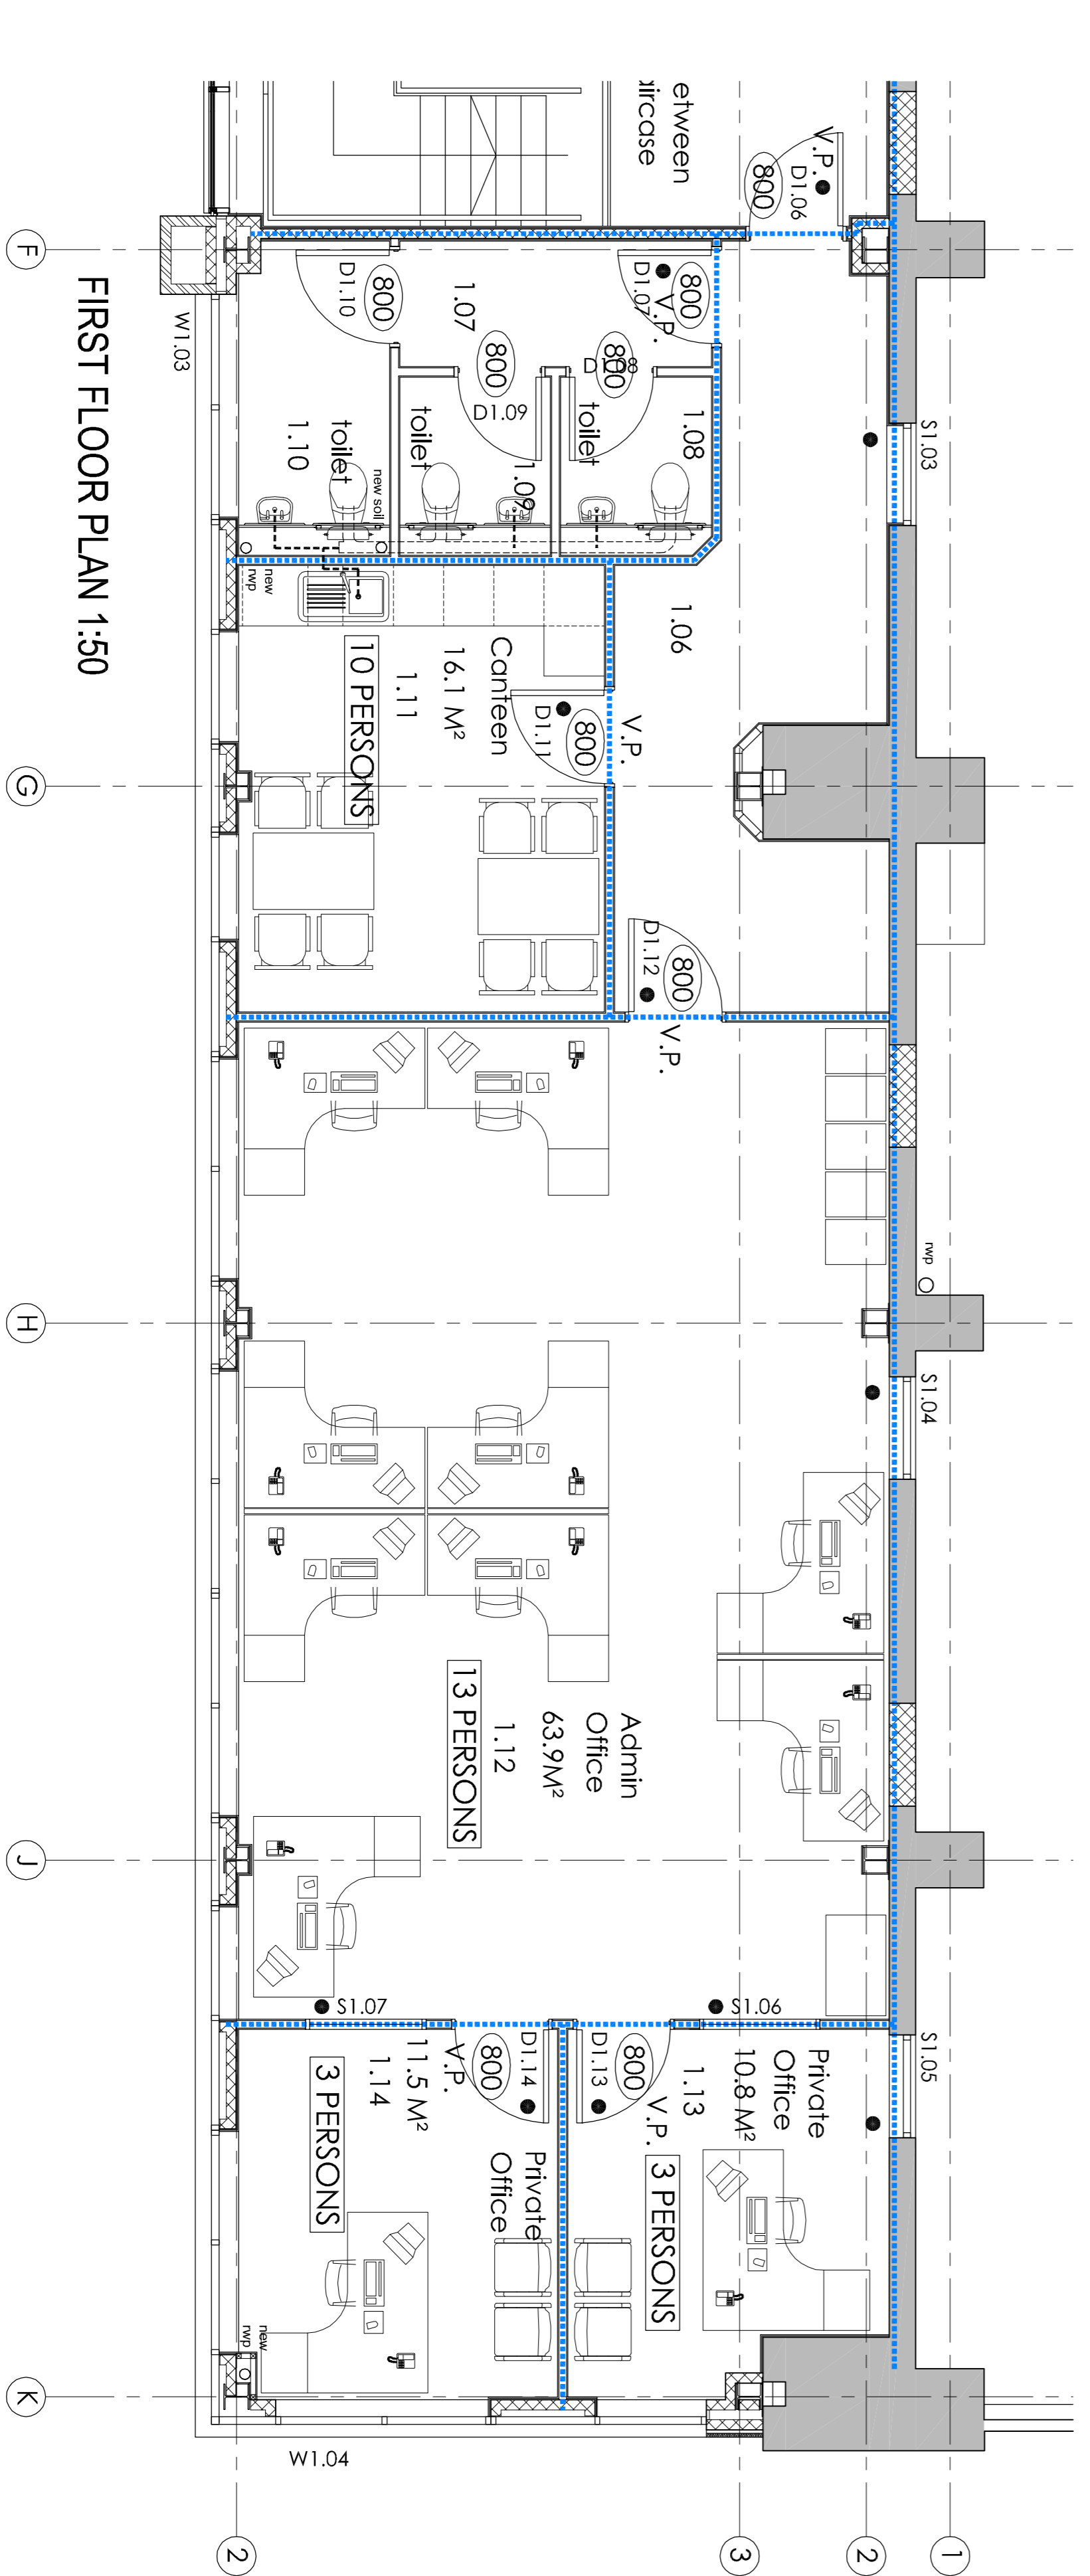 etween
aircase
V.P.
D1.06
800
F
W1.03
FIRST FLOOR PLAN 1:50
800
D1.10
1.07
800
D1.07
V.P.
800
D1.08
800
D1.09
toilet
1.08
toilet
1.09
toilet
1.10
new soil
S1.03
new
rwp
1.06
Canteen
16.1 M²
1.11
10 PERSONS
800
D1.11
V.P.
G
800
D1.12
V.P.
rwp
H
S1.04
Admin
Office
63.9M²
1.12
13 PERSONS
J
S1.07
S1.06
S1.05
800
D1.14
V.P.
11.5 M²
1.14
3 PERSONS
Private
Office
800
D1.13
V.P.
Private
Office
10.8 M²
1.13
3 PERSONS
new
rwp
K
W1.04
2
3
2
1